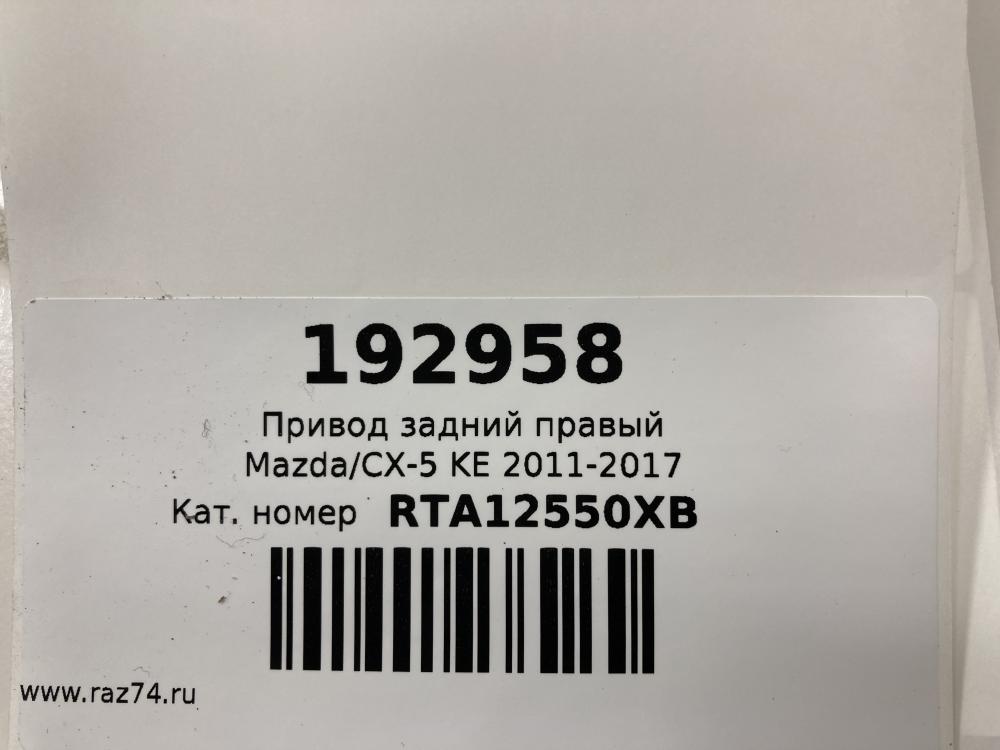 192958
Привод задний правый
Mazda/CX-5 KE 2011-2017
Кат. номер RTA12550XB
www.raz74.ru